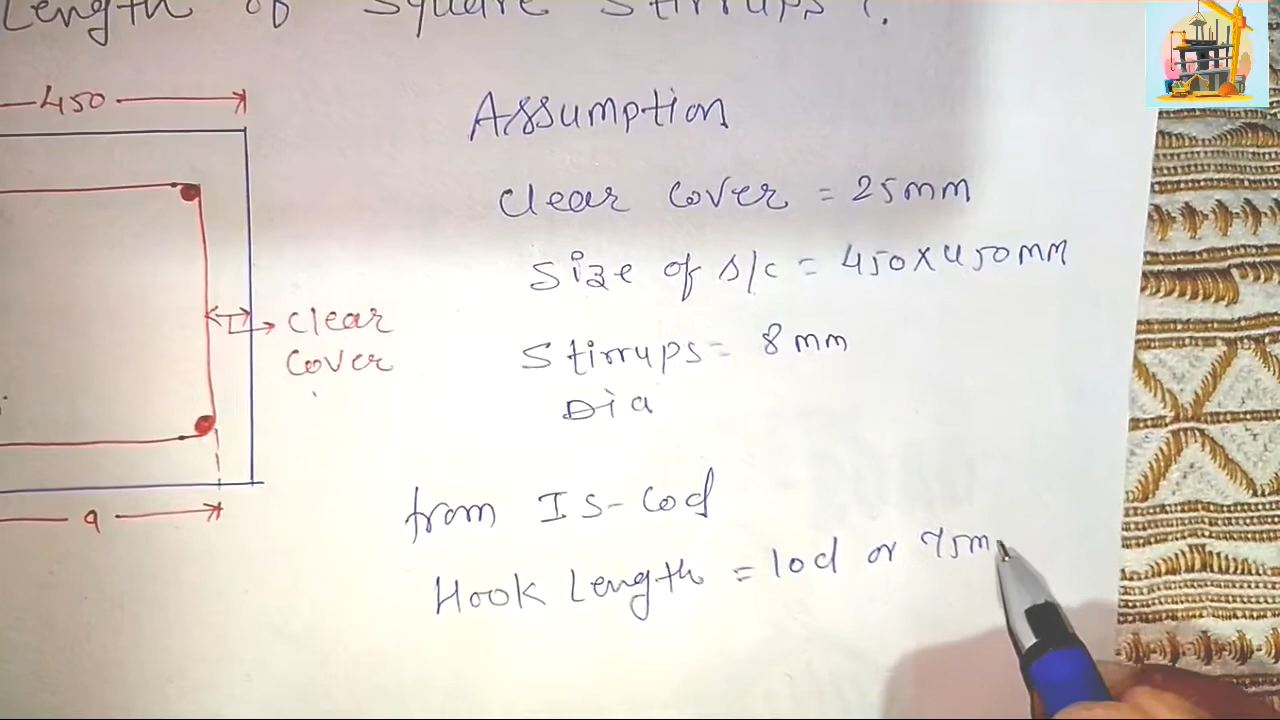 Length of Square Stirrups?.
450
Assumption
Clear Cover = 25mm
Size of s/c = 450x450mm
Clear
Cover
Stirrups = 8mm
Dia
from IS-Cod
a
Hook Length = 10d or 75m